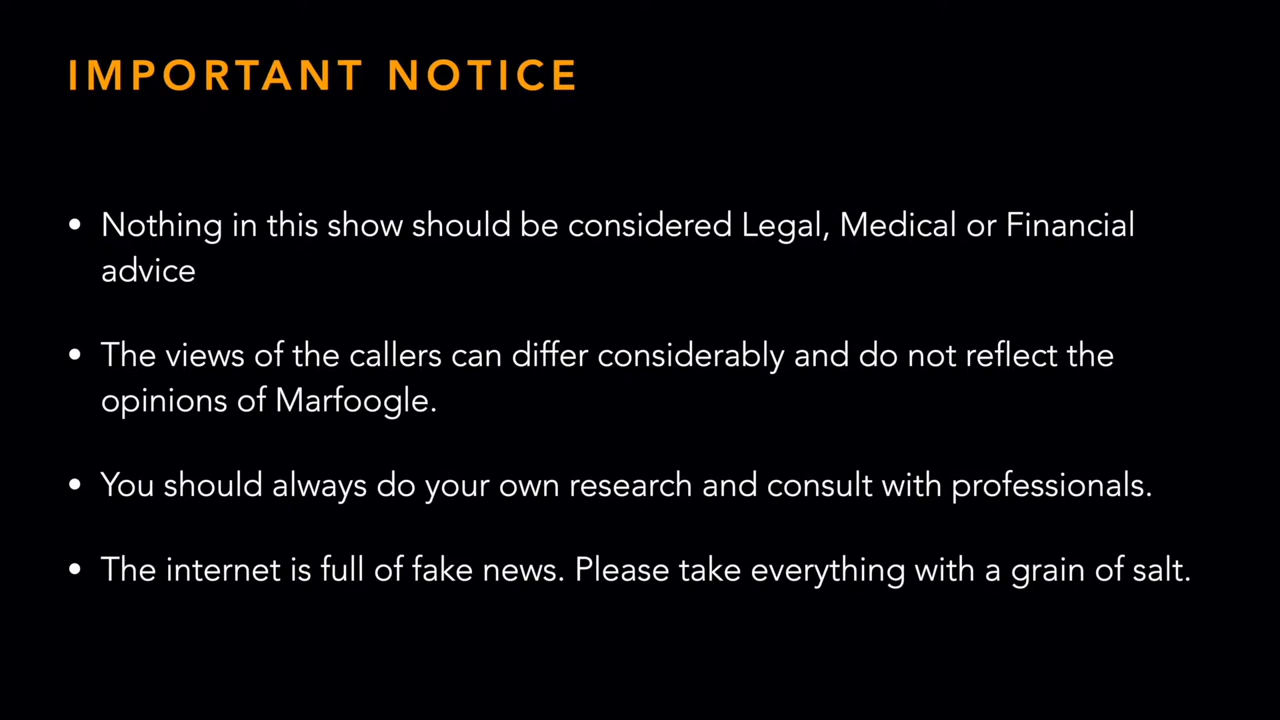 IMPORTANT NOTICE
• Nothing in this show should be considered Legal, Medical or Financial
advice
• The views of the callers can differ considerably and do not reflect the
opinions of Marfoogle.
• You should always do your own research and consult with professionals.
• The internet is full of fake news. Please take everything with a grain of salt.